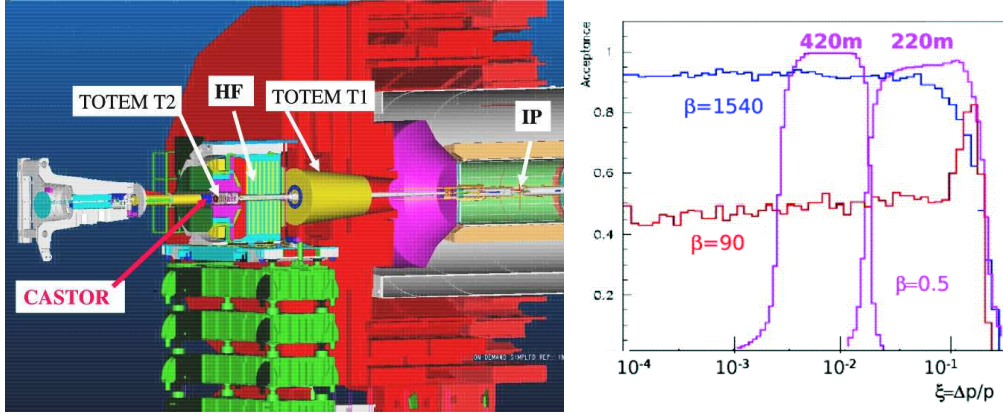 TOTEM T2
HF
TOTEM T1
IP
CASTOR
Acceptance
1
0.8
0.6
0.4
0.2
420m
220m
β=1540
β=90
β=0.5
10-4
10-3
10-2
10-1
ξ=Δp/p